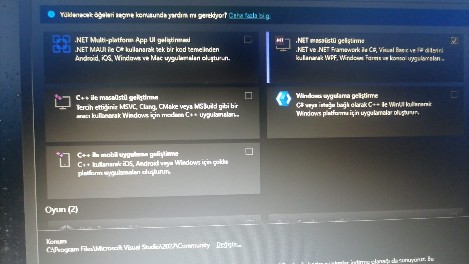 Yüklenecek öğeleri seçme konusunda yardım mı gerekiyor? Daha fazla bilgi.
.NET Multi-platform App UI geliştirmesi
.NET MAUI ile C# kullanarak tek bir kod temelinden
Android, iOS, Windows ve Mac uygulamaları oluşturun.
.NET masaüstü geliştirme
.NET ve .NET Framework ile C#, Visual Basic ve F# dillerini
kullanarak WPF, Windows Forms ve konsol uygulamaları...
C++ ile masaüstü geliştirme
Tercih ettiğiniz MSVC, Clang, CMake veya MSBuild gibi bir
aracı kullanarak Windows için modern C++ uygulamaları...
Windows uygulama geliştirme
C# veya isteğe bağlı olarak C++ ile WinUI kullanarak
Windows platformu için uygulamalar oluşturun.
C++ ile mobil uygulama geliştirme
C++ kullanarak iOS, Android veya Windows için çoklu
platform uygulamaları oluşturun.
Oyun (2)
Konum
C:\Program Files\Microsoft Visual Studio\2022\Community Değiştir...